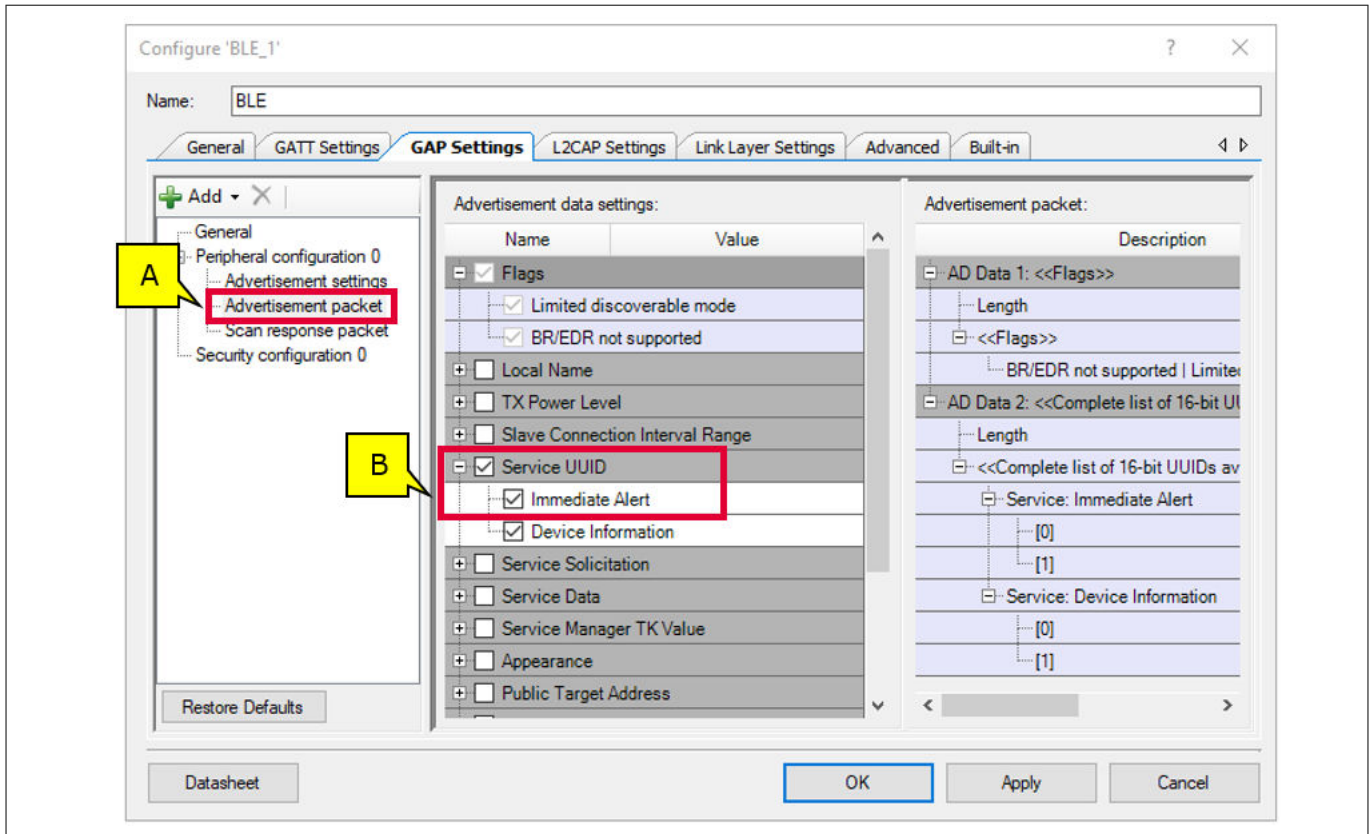 Configure 'BLE_1'
?
Name: BLE
General GATT Settings GAP Settings L2CAP Settings Link Layer Settings Advanced Built-in
Add
General
Peripheral configuration 0
Advertisement settings
Advertisement packet
Scan response packet
Security configuration 0
A
Restore Defaults
Advertisement data settings:
Name Value
Flags
Limited discoverable mode
BR/EDR not supported
Local Name
TX Power Level
Slave Connection Interval Range
B
Service UUID
Immediate Alert
Device Information
Service Solicitation
Service Data
Service Manager TK Value
Appearance
Public Target Address
Advertisement packet:
Description
AD Data 1: <<Flags>>
Length
<<Flags>>
BR/EDR not supported | Limited
AD Data 2: <<Complete list of 16-bit UU
Length
<<Complete list of 16-bit UUIDs av
Service: Immediate Alert
[0]
[1]
Service: Device Information
[0]
[1]
Datasheet OK Apply Cancel